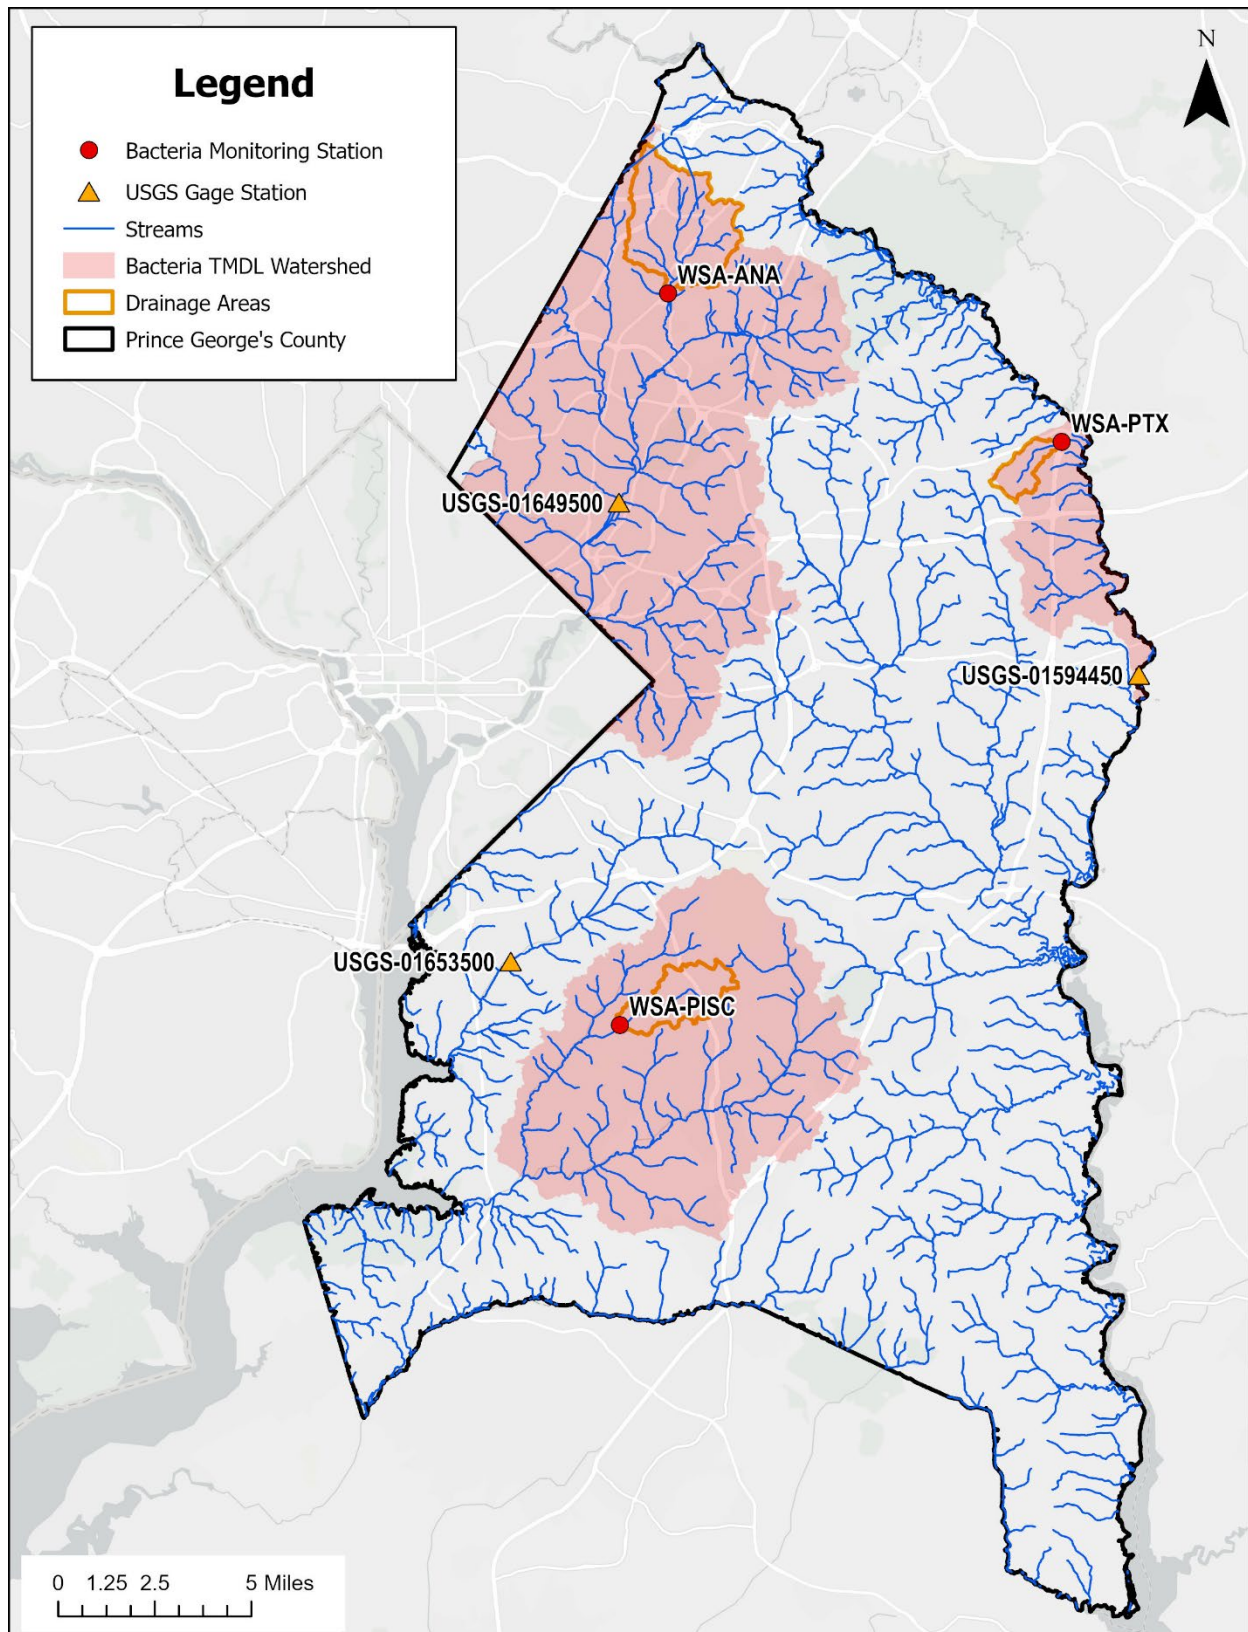 Legend
Bacteria Monitoring Station
USGS Gage Station
Streams
Bacteria TMDL Watershed
Drainage Areas
Prince George's County
N
WSA-ANA
WSA-PTX
USGS-01649500
USGS-01594450
USGS-01653500
WSA-PISC
0 1.25 2.5 5 Miles